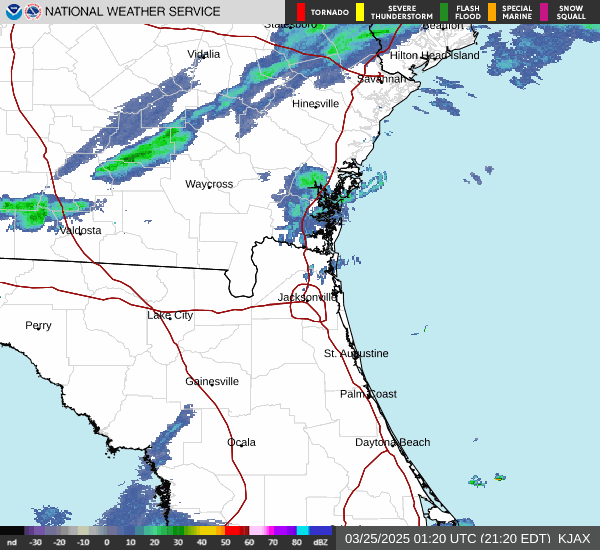 NATIONAL WEATHER SERVICE
TORNADO
SEVERE THUNDERSTORM
FLASH FLOOD
SPECIAL MARINE
SNOW SQUALL
Statesboro
Beaufort
Vidalia
Hilton Head Island
Savannah
Hinesville
Waycross
Valdosta
Jacksonville
Lake City
Perry
St. Augustine
Gainesville
Palm Coast
Ocala
Daytona Beach
nd -30 -20 -10 0 10 20 30 40 50 60 70 80 dBZ
03/25/2025 01:20 UTC (21:20 EDT) KJAX